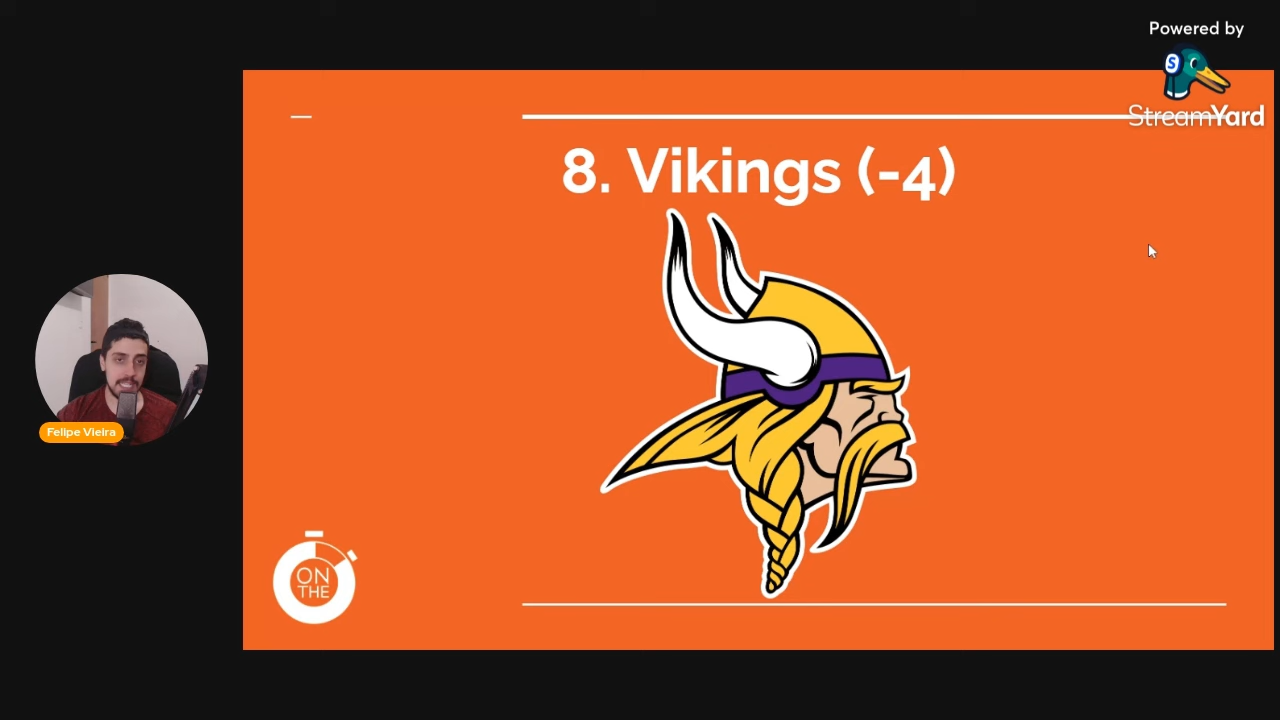 Powered by
S
StreamYard
8. Vikings (-4)
Felipe Vieira
ON
THE